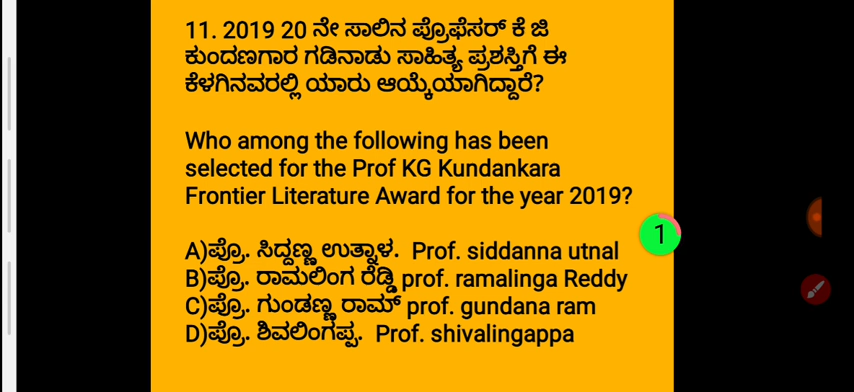 11. 2019 20 ನೇ ಸಾಲಿನ ಪ್ರೊಫೆಸರ್ ಕೆ ಜಿ
ಕುಂದಣಗಾರ ಗಡಿನಾಡು ಸಾಹಿತ್ಯ ಪ್ರಶಸ್ತಿಗೆ ಈ
ಕೆಳಗಿನವರಲ್ಲಿ ಯಾರು ಆಯ್ಕೆಯಾಗಿದ್ದಾರೆ?
Who among the following has been
selected for the Prof KG Kundankara
Frontier Literature Award for the year 2019?
1
A)ಪ್ರೊ. ಸಿದ್ದಣ್ಣ ಉತ್ನಾಳ. Prof. siddanna utnal
B)ಪ್ರೊ. ರಾಮಲಿಂಗ ರೆಡ್ಡಿ prof. ramalinga Reddy
C)ಪ್ರೊ. ಗುಂಡಣ್ಣ ರಾಮ್ prof. gundana ram
D)ಪ್ರೊ. ಶಿವಲಿಂಗಪ್ಪ. Prof. shivalingappa